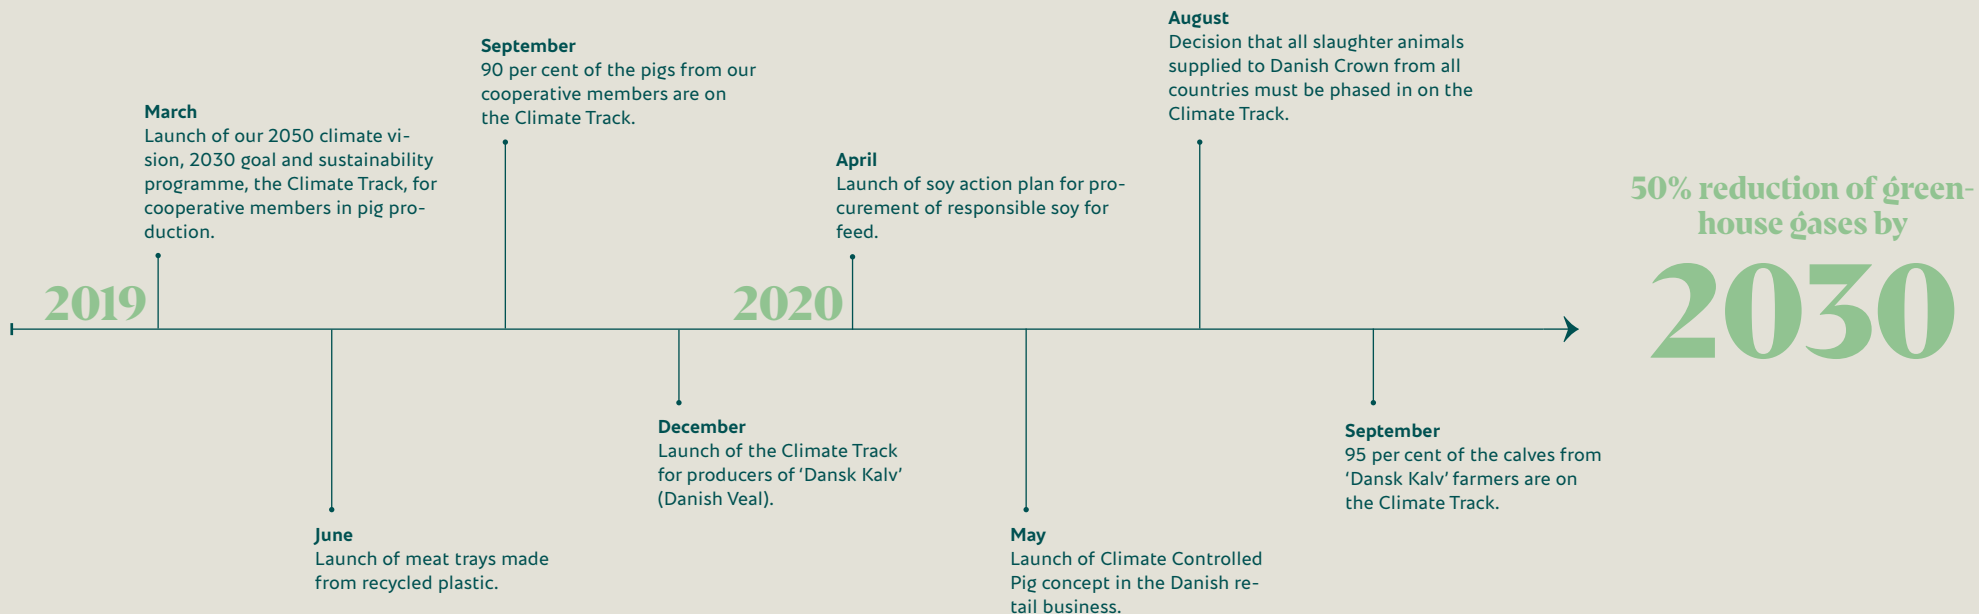 2019
March
Launch of our 2050 climate vi-
sion, 2030 goal and sustainability
programme, the Climate Track, for
cooperative members in pig pro-
duction.
June
Launch of meat trays made
from recycled plastic.
September
90 per cent of the pigs from our
cooperative members are on
the Climate Track.
December
Launch of the Climate Track
for producers of ‘Dansk Kalv’
(Danish Veal).
2020
April
Launch of soy action plan for pro-
curement of responsible soy for
feed.
May
Launch of Climate Controlled
Pig concept in the Danish re-
tail business.
August
Decision that all slaughter animals
supplied to Danish Crown from all
countries must be phased in on the
Climate Track.
September
95 per cent of the calves from
‘Dansk Kalv’ farmers are on
the Climate Track.
50% reduction of green-
house gases by
2030